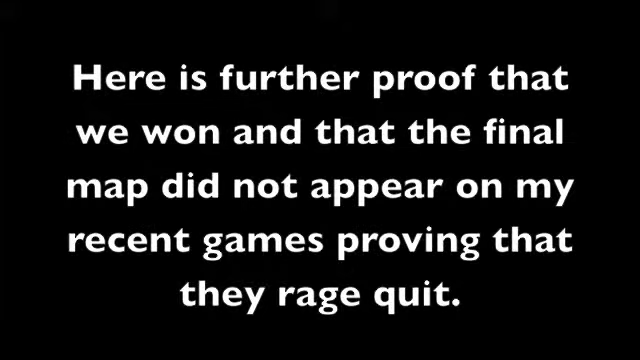 Here is further proof that
we won and that the final
map did not appear on my
recent games proving that
they rage quit.